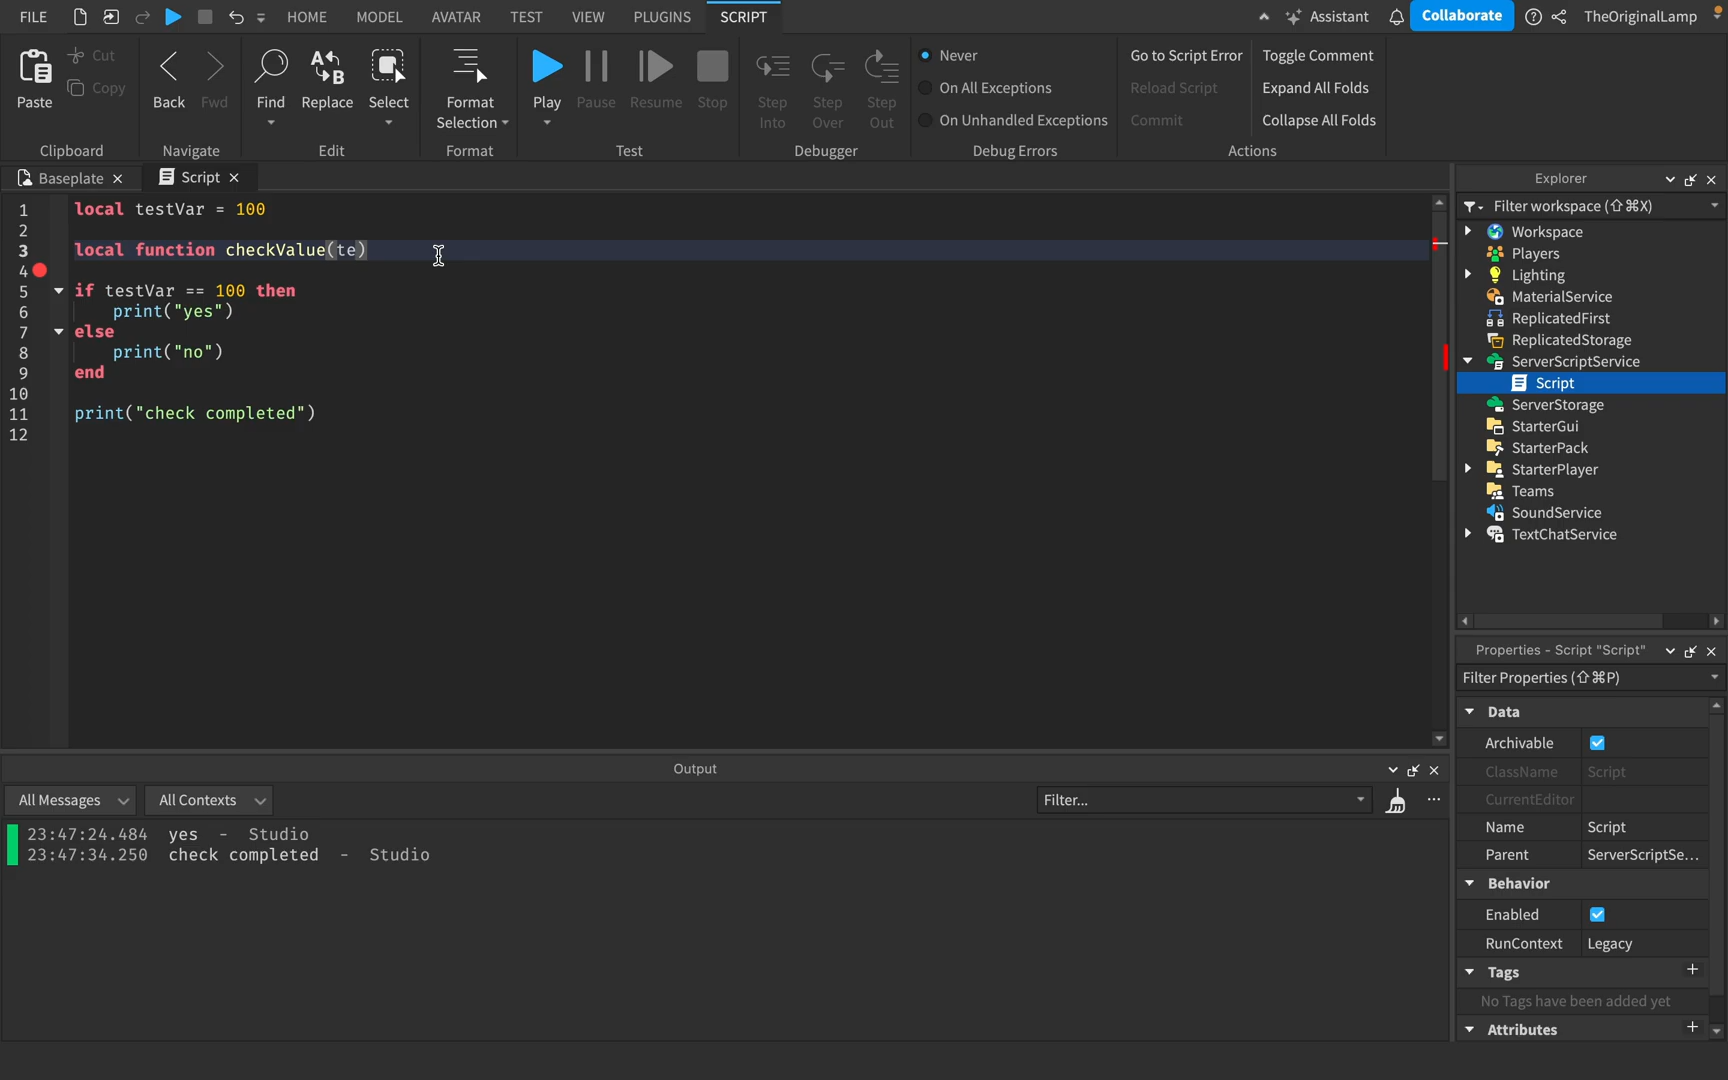 FILE HOME MODEL AVATAR TEST VIEW PLUGINS SCRIPT Assistant Collaborate TheOriginalLamp
Paste Cut Copy Back Fwd Find Replace Select Format Selection Play Pause Resume Stop Step Into Step Over Step Out
Never
On All Exceptions
On Unhandled Exceptions
Go to Script Error
Reload Script
Commit
Toggle Comment
Expand All Folds
Collapse All Folds
Clipboard Navigate Edit Format Test Debugger Debug Errors Actions
Baseplate Script
1 local testVar = 100
2
3 local function checkValue(te)
4
5 if testVar == 100 then
6 print("yes")
7 else
8 print("no")
9 end
10
11 print("check completed")
12
Output
All Messages All Contexts Filter...
23:47:24.484 yes - Studio
23:47:34.250 check completed - Studio
Explorer
Filter workspace (⇧⌘X)
Workspace
Players
Lighting
MaterialService
ReplicatedFirst
ReplicatedStorage
ServerScriptService
Script
ServerStorage
StarterGui
StarterPack
StarterPlayer
Teams
SoundService
TextChatService
Properties - Script "Script"
Filter Properties (⇧⌘P)
Data
Archivable
ClassName Script
CurrentEditor
Name Script
Parent ServerScriptSe...
Behavior
Enabled
RunContext Legacy
Tags
No Tags have been added yet
Attributes